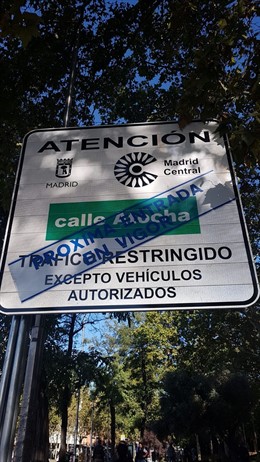 ATENCIÓN
MADRID
Madrid
Central
calle Atocha
PRÓXIMA ENTRADA
EN VIGOR
TRÁFICO RESTRINGIDO
EXCEPTO VEHÍCULOS
AUTORIZADOS